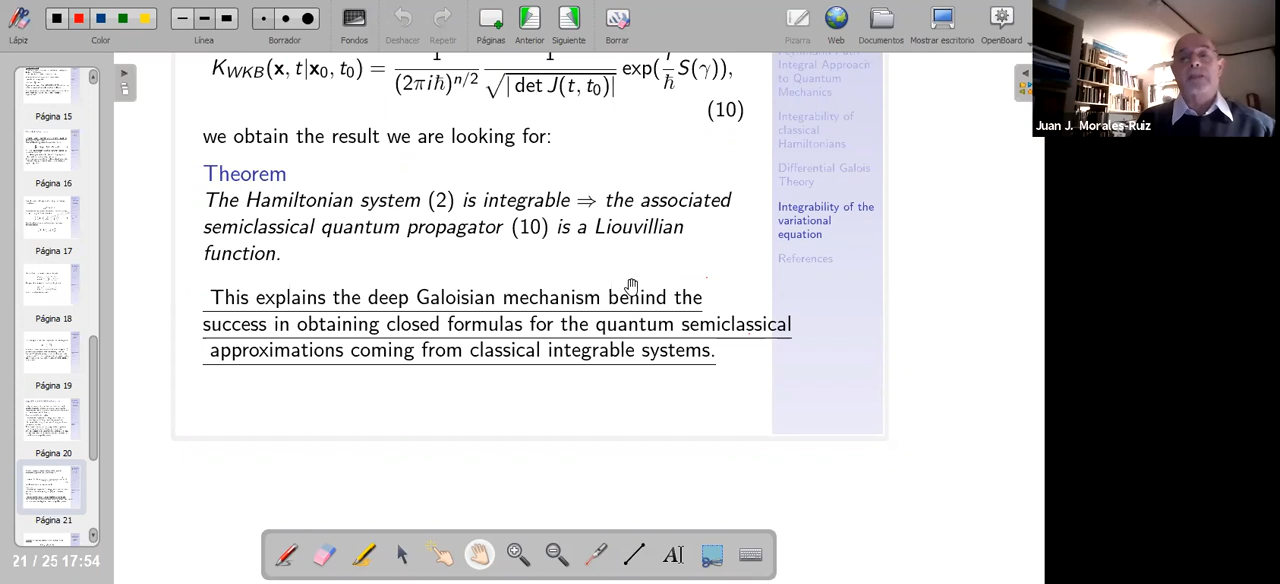 Lápiz
Color
Línea
Borrador
Fondos
Deshacer
Repetir
Páginas
Anterior
Siguiente
Borrar
Pizarra
Web
Documentos
Mostrar escritorio
OpenBoard
Juan J. Morales-Ruiz
Página 15
Página 16
Página 17
Página 18
Página 19
Página 20
Página 21
21 / 25 17:54
K_{WKB}(x, t|x_0, t_0) = 1/(2πiℏ)^{n/2} 1/√|det J(t, t_0)| exp(i/ℏ S(γ)),
(10)
we obtain the result we are looking for:
Theorem
The Hamiltonian system (2) is integrable ⇒ the associated
semiclassical quantum propagator (10) is a Liouvillian
function.
This explains the deep Galoisian mechanism behind the
success in obtaining closed formulas for the quantum semiclassical
approximations coming from classical integrable systems.
Integral Approach
to Quantum
Mechanics
Integrability of
classical
Hamiltonians
Differential Galois
Theory
Integrability of the
variational
equation
References
AI